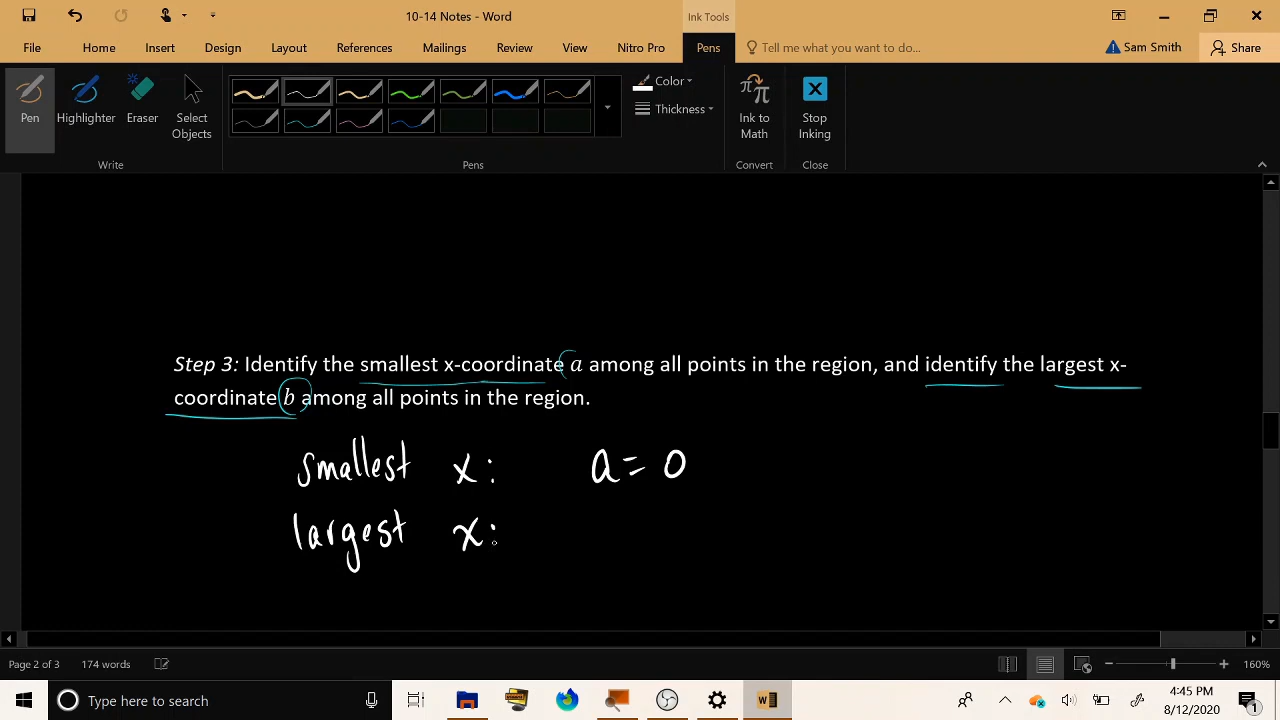 10-14 Notes - Word
Ink Tools
File Home Insert Design Layout References Mailings Review View Nitro Pro Pens Tell me what you want to do... Sam Smith Share
Pen Highlighter Eraser Select Objects
Color
Thickness
Ink to Math
Stop Inking
Write Pens Convert Close
Step 3: Identify the smallest x-coordinate a among all points in the region, and identify the largest x-
coordinate b among all points in the region.
smallest x: a = 0
largest x:
Page 2 of 3 174 words 160%
Type here to search
4:45 PM
8/12/2020
1